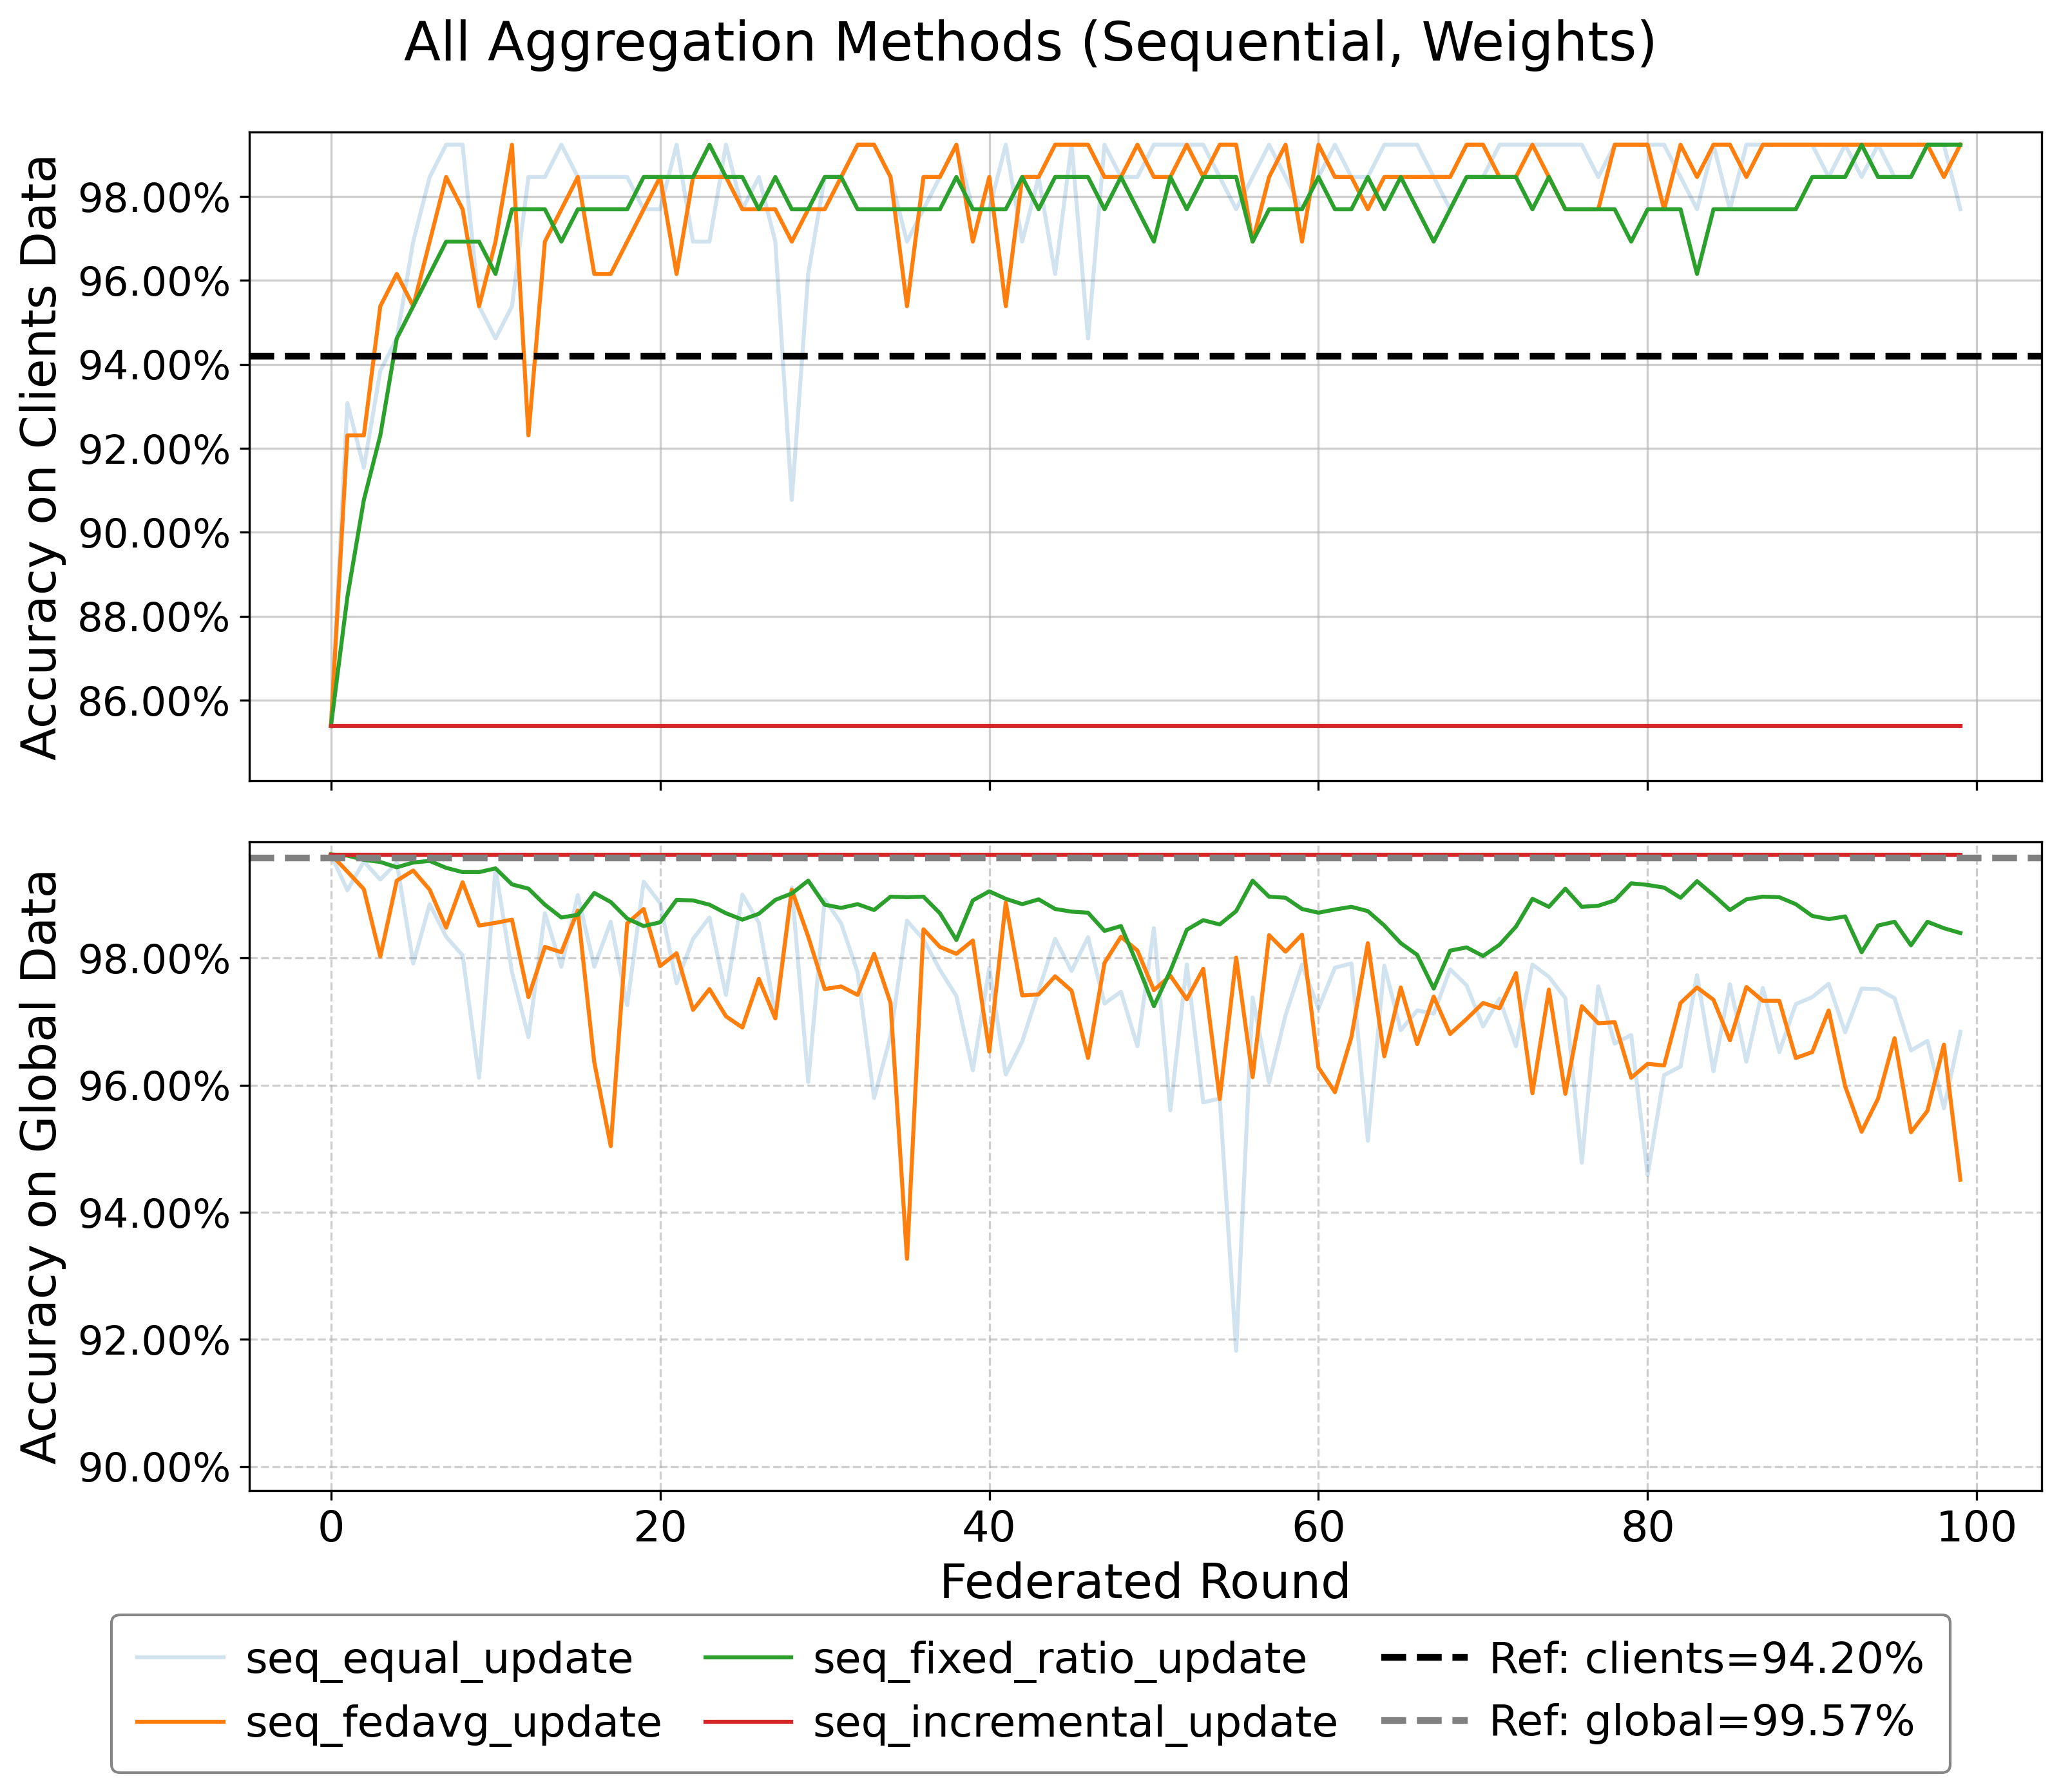 All Aggregation Methods (Sequential, Weights)
Accuracy on Clients Data
98.00%
96.00%
94.00%
92.00%
90.00%
88.00%
86.00%
Accuracy on Global Data
98.00%
96.00%
94.00%
92.00%
90.00%
0 20 40 60 80 100
Federated Round
seq_equal_update seq_fixed_ratio_update Ref: clients=94.20%
seq_fedavg_update seq_incremental_update Ref: global=99.57%